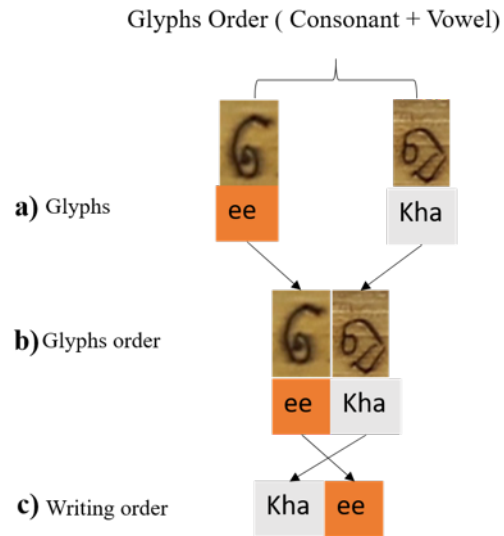 Glyphs Order ( Consonant + Vowel)
a) Glyphs
ee Kha
b) Glyphs order
ee Kha
c) Writing order
Kha ee